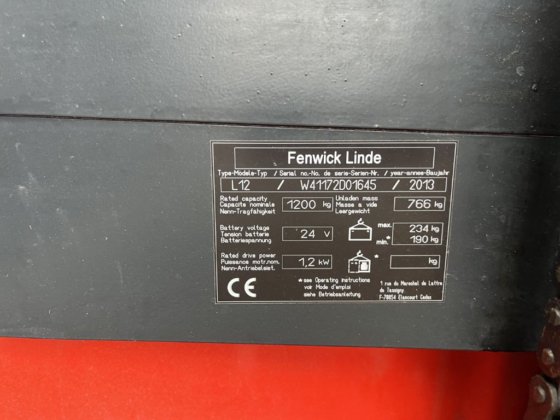 Fenwick Linde
Type-Models-Typ / Serial no.-No. de serie-Serien-Nr. / year-annee-Baujahr
L12 / W41172D01645 / 2013
Rated capacity
Capacite nominale
Nenn-Tragfähigkeit
1200 kg
Unladen mass
Masse a vide
Leergewicht
766 kg
Battery voltage
Tension batterie
Batteriespannung
24 V
max. 234 kg
* min. 190 kg
Rated drive power
Puissance motr.nom.
Nenn-Antriebsleist.
1,2 kW
* kg
CE
*see Operating instructions
voir Mode d'emploi
siehe Betriebsanleitung
1 rue du Marechal de Lattre
de Tassigny
F-78854 Elancourt Cedex